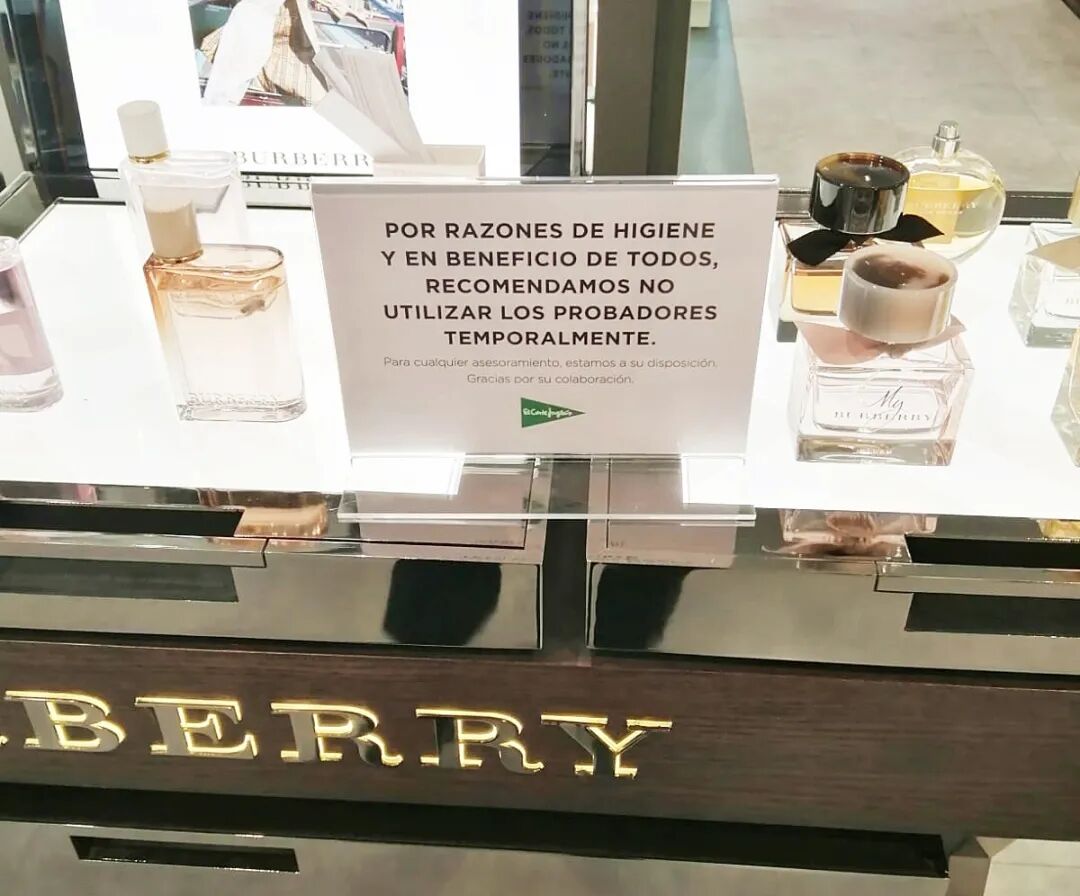 BURBERR
POR RAZONES DE HIGIENE
Y EN BENEFICIO DE TODOS,
RECOMENDAMOS NO
UTILIZAR LOS PROBADORES
TEMPORALMENTE.
Para cualquier asesoramiento, estamos a su disposición.
Gracias por su colaboración.
El Corte Inglés
BURBERRY
My
BURBERRY
BERRY